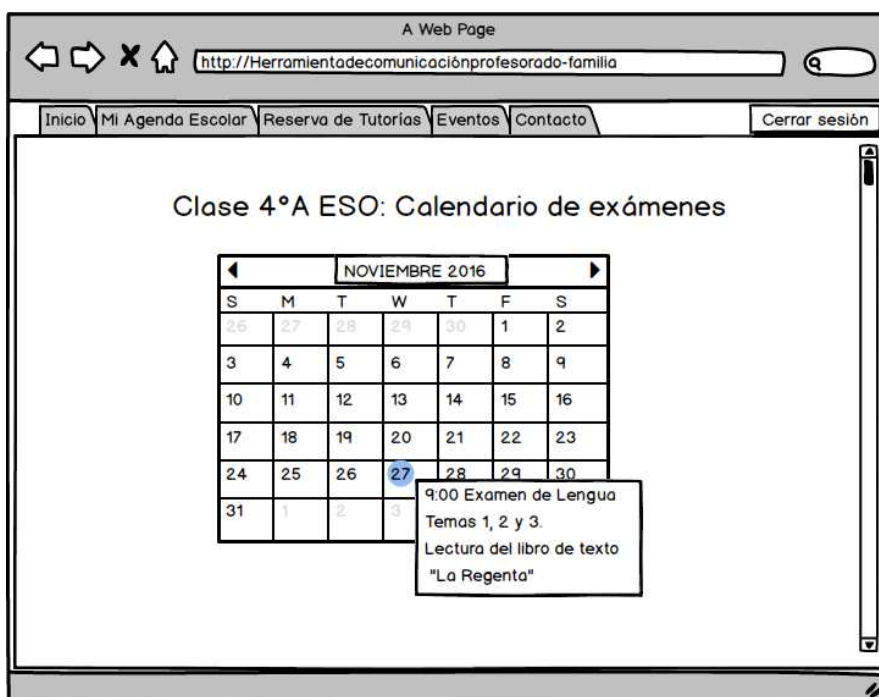 A Web Page
http://Herramientadecomunicaciónprofesorado-familia
Inicio Mi Agenda Escolar Reserva de Tutorías Eventos Contacto Cerrar sesión
Clase 4°A ESO: Calendario de exámenes
NOVIEMBRE 2016
S M T W T F S
26 27 28 29 30 1 2
3 4 5 6 7 8 9
10 11 12 13 14 15 16
17 18 19 20 21 22 23
24 25 26 27 28 29 30
31 1 2 3
9:00 Examen de Lengua
Temas 1, 2 y 3.
Lectura del libro de texto
"La Regenta"